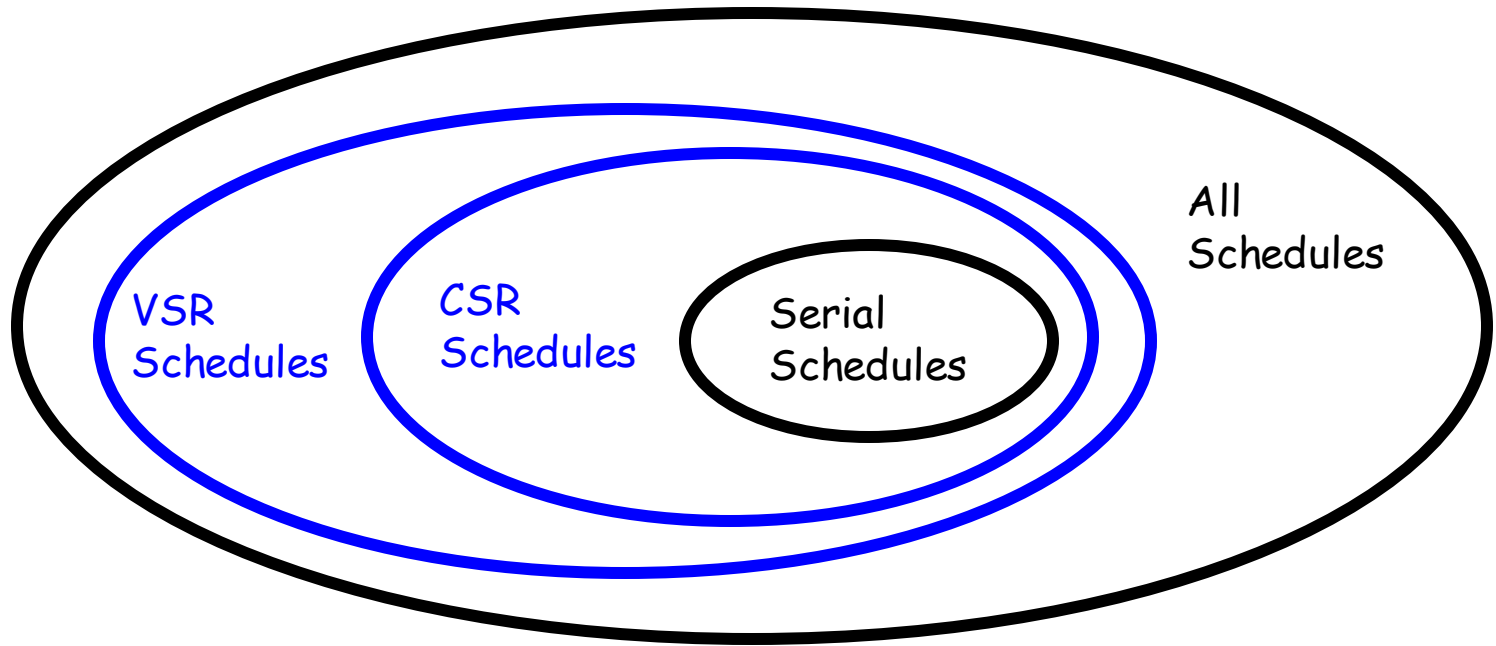 VSR
Schedules
CSR
Schedules
Serial
Schedules
All
Schedules